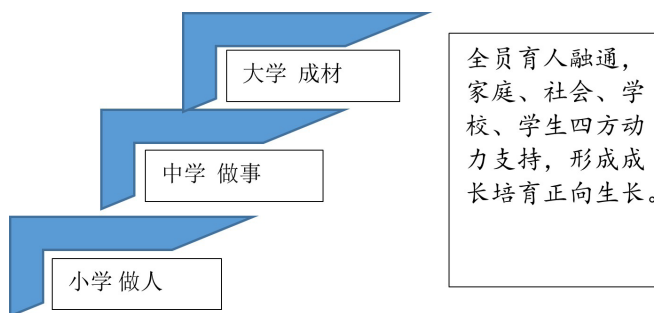 大学 成材
中学 做事
小学 做人
全员育人融通，
家庭、社会、学
校、学生四方动
力支持，形成成
长培育正向生长。